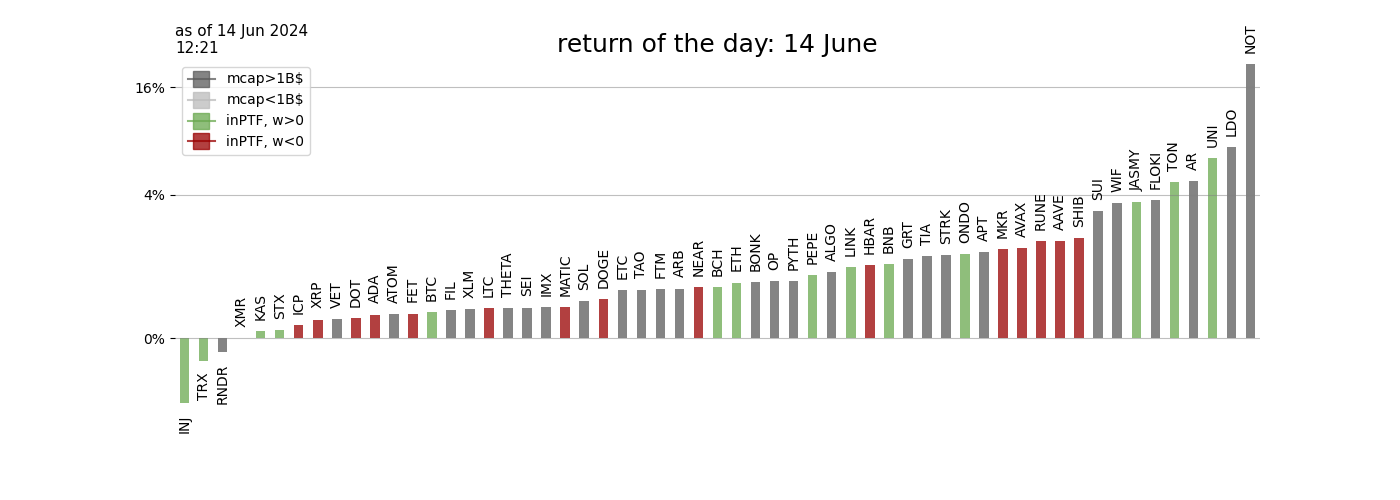 as of 14 Jun 2024
12:21
return of the day: 14 June
mcap>1B$
mcap<1B$
inPTF, w>0
inPTF, w<0
16%
4%
0%
INJ
TRX
RNDR
XMR
KAS
STX
ICP
XRP
VET
DOT
ADA
ATOM
FET
BTC
FIL
XLM
LTC
THETA
SEI
IMX
MATIC
SOL
DOGE
ETC
TAO
FTM
ARB
NEAR
BCH
ETH
BONK
OP
PYTH
PEPE
ALGO
LINK
HBAR
BNB
GRT
TIA
STRK
ONDO
APT
MKR
AVAX
RUNE
AAVE
SHIB
SUI
WIF
JASMY
FLOKI
TON
AR
UNI
LDO
NOT